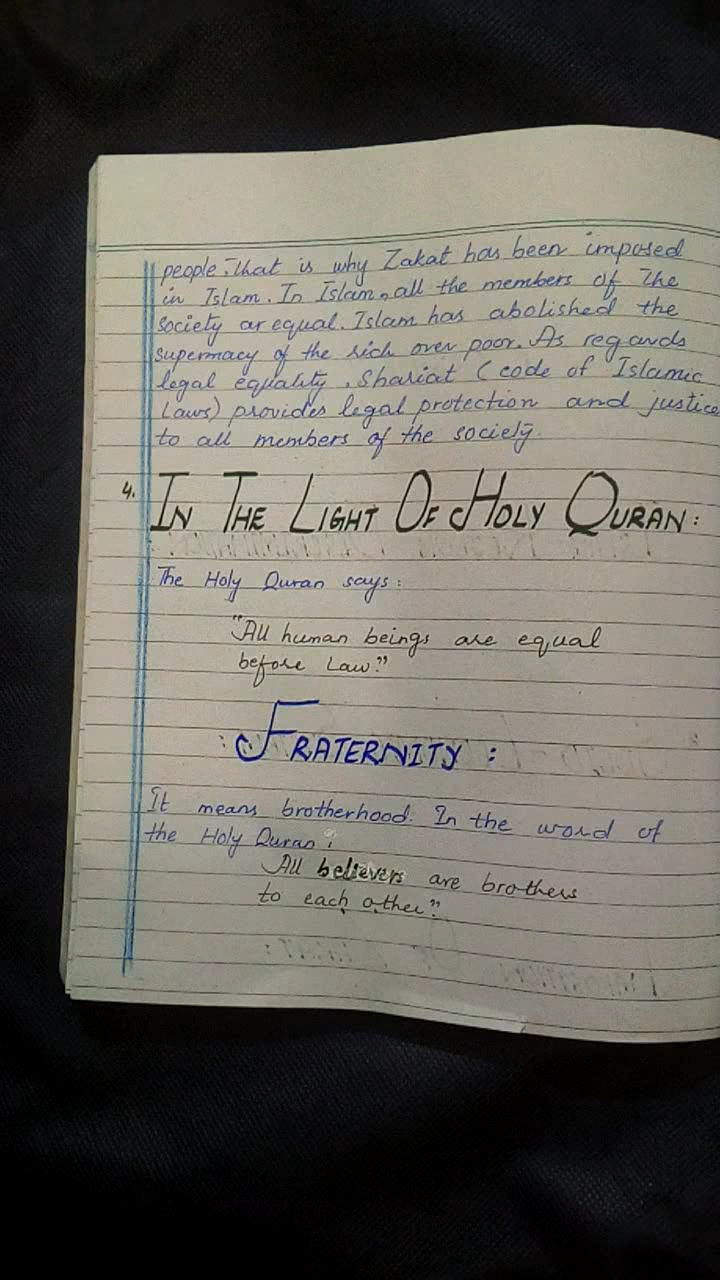 people. That is why Zakat has been imposed
in Islam. In Islam, all the members of The
society ar equal. Islam has abolished the
supermacy of the rich over poor. As regards
legal equality, Shariat (code of Islamic
Laws) provides legal protection and justice
to all members of the society.
4. IN THE LIGHT OF HOLY QURAN:
The Holy Quran says:
"All human beings are equal
before Law."
: FRATERNITY :
It means brotherhood. In the word of
the Holy Quran:
All believers are brothers
to each other"